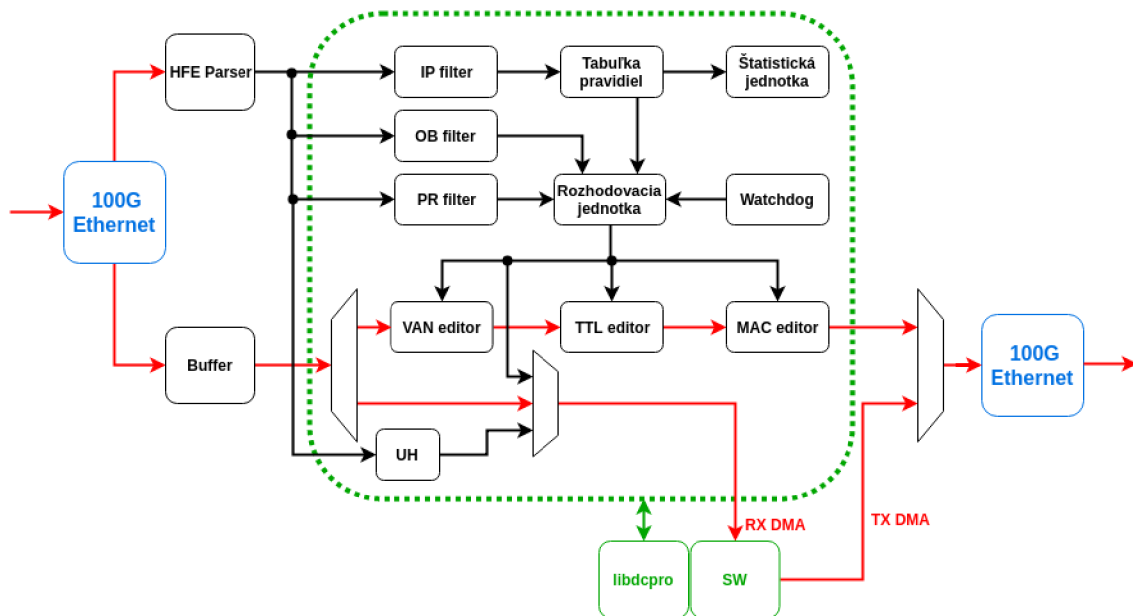 HFE Parser
IP filter
Tabuľka
pravidiel
Štatistická
jednotka
OB filter
100G
Ethernet
PR filter
Rozhodovacia
jednotka
Watchdog
VAN editor
TTL editor
MAC editor
Buffer
100G
Ethernet
UH
RX DMA
TX DMA
libdcpro
SW